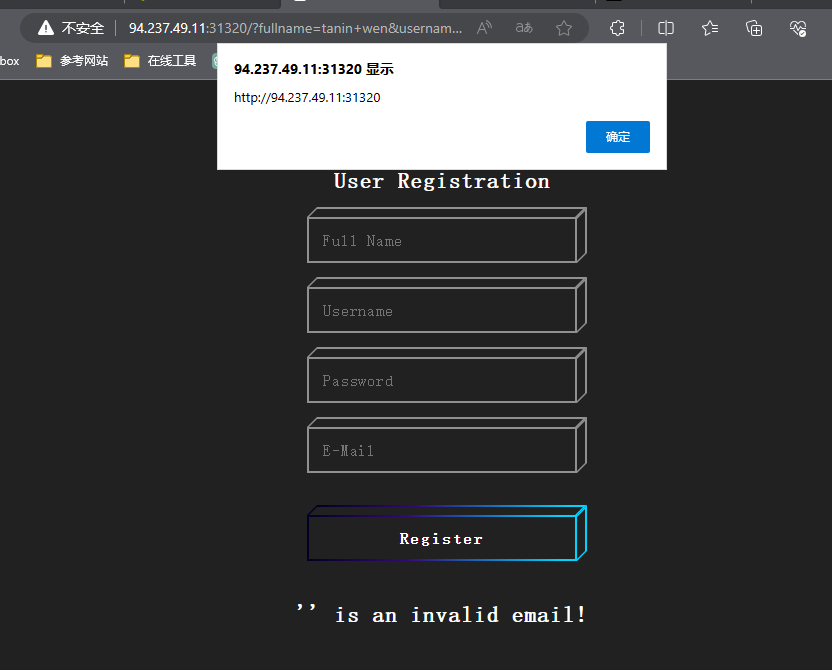 不安全 94.237.49.11:31320/?fullname=tanin+wen&usernam...
box 参考网站 在线工具
94.237.49.11:31320 显示
http://94.237.49.11:31320
确定
User Registration
Full Name
Username
Password
E-Mail
Register
'' is an invalid email!